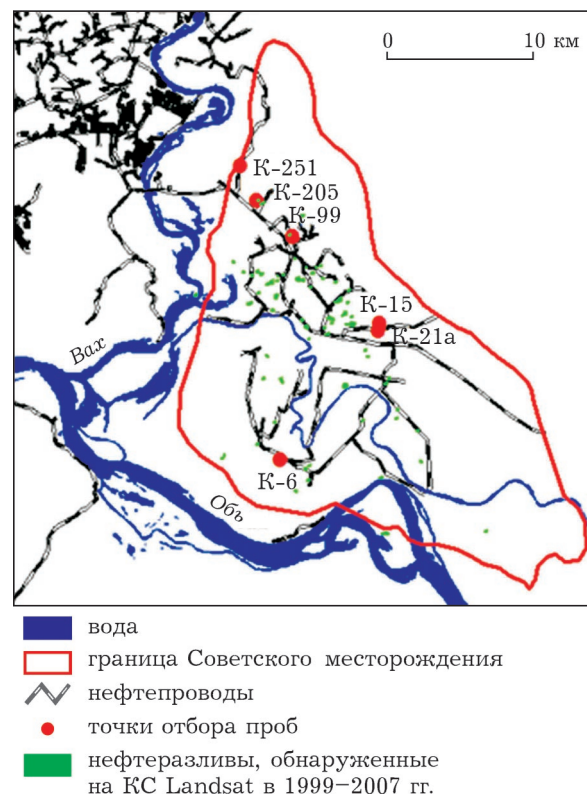 0 10 км
К-251
К-205
К-99
К-15
К-21а
Вах
К-6
Обь
вода
граница Советского месторождения
нефтепроводы
точки отбора проб
нефтеразливы, обнаруженные
на КС Landsat в 1999–2007 гг.